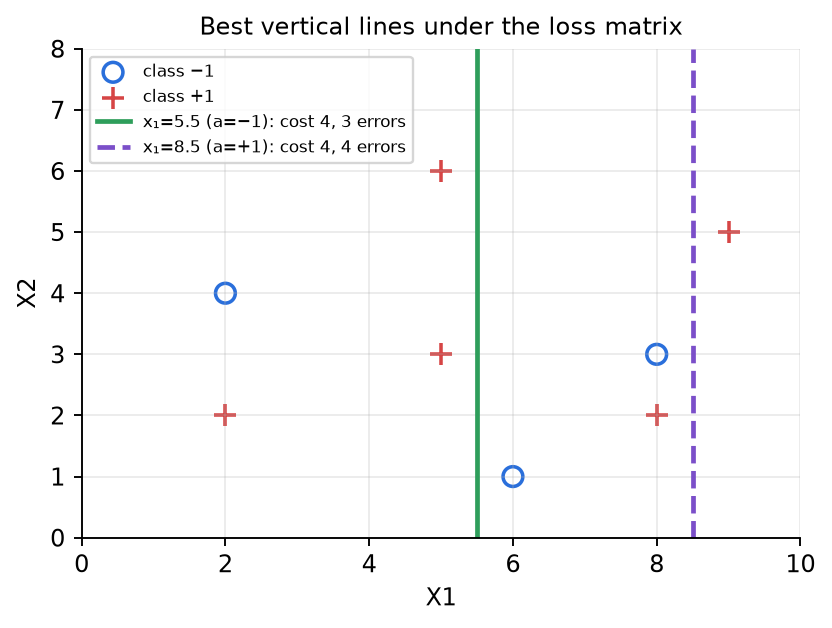 Best vertical lines under the loss matrix
class −1
class +1
x₁=5.5 (a=−1): cost 4, 3 errors
x₁=8.5 (a=+1): cost 4, 4 errors
8
7
6
5
4
3
2
1
0
X2
0 2 4 6 8 10
X1